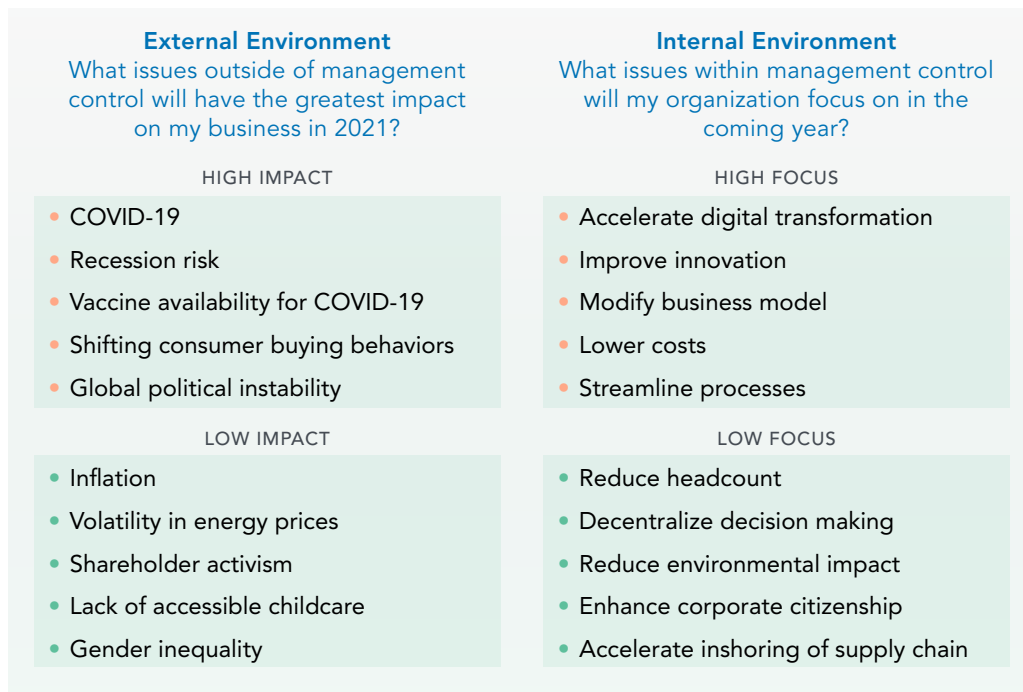 External Environment
What issues outside of management
control will have the greatest impact
on my business in 2021?
HIGH IMPACT
COVID-19
Recession risk
Vaccine availability for COVID-19
Shifting consumer buying behaviors
Global political instability
LOW IMPACT
Inflation
Volatility in energy prices
Shareholder activism
Lack of accessible childcare
Gender inequality
Internal Environment
What issues within management control
will my organization focus on in the
coming year?
HIGH FOCUS
Accelerate digital transformation
Improve innovation
Modify business model
Lower costs
Streamline processes
LOW FOCUS
Reduce headcount
Decentralize decision making
Reduce environmental impact
Enhance corporate citizenship
Accelerate inshoring of supply chain